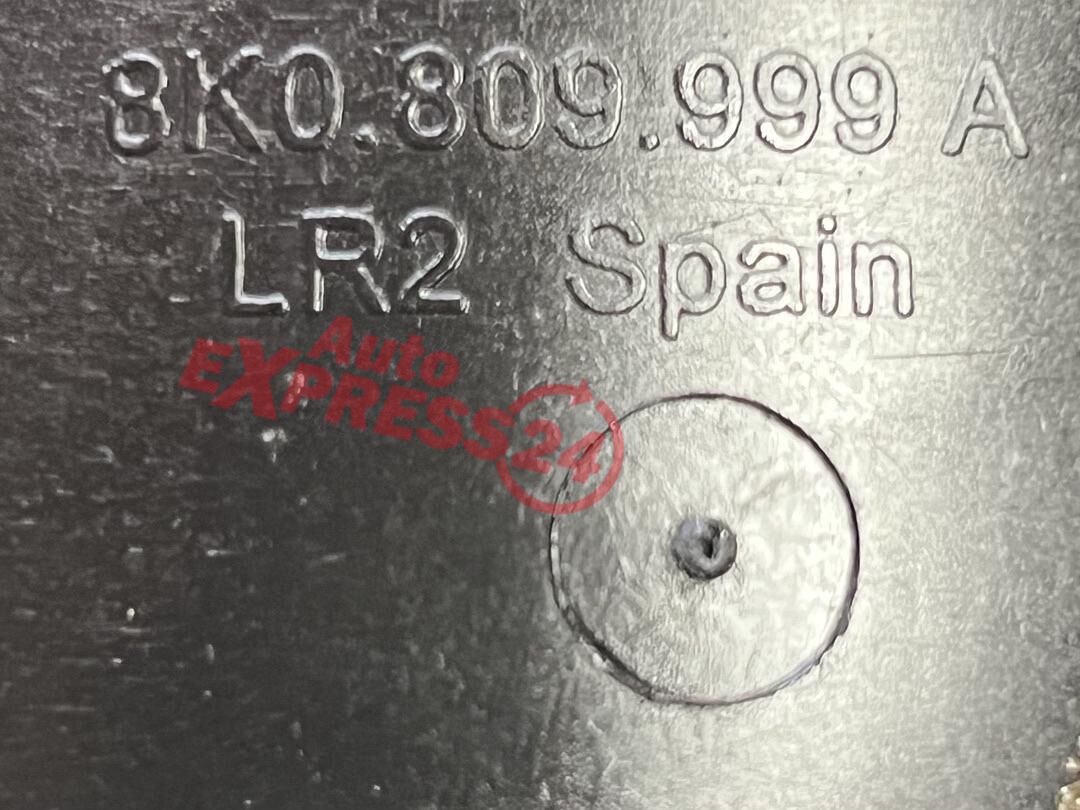 8K0.809.999 A
LR2 Spain
Auto
EXPRESS24